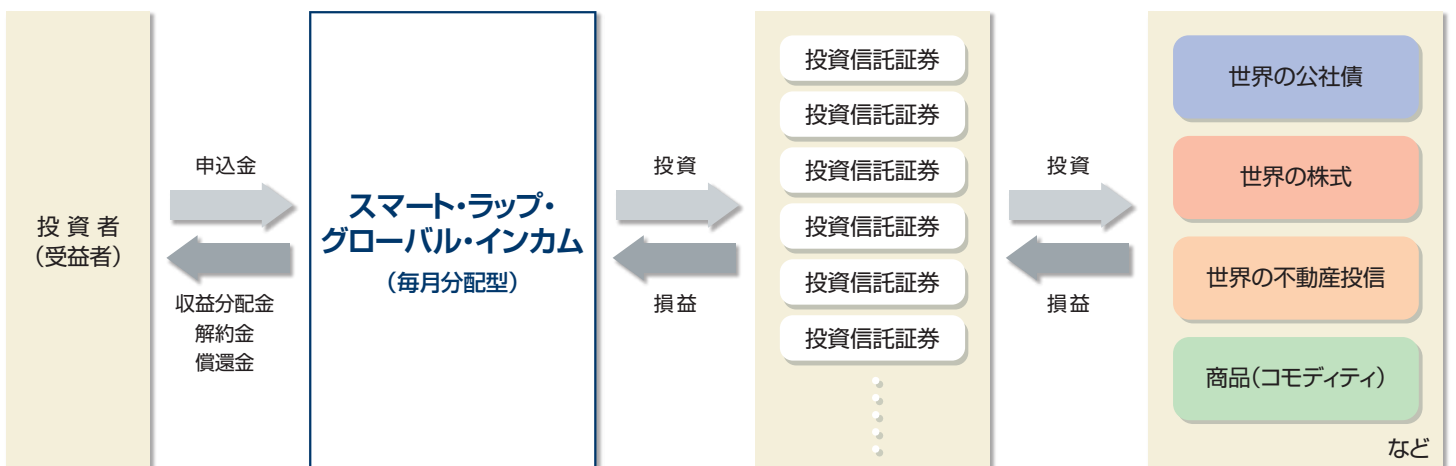 投資者
(受益者)
申込金
収益分配金
解約金
償還金
スマート・ラップ・
グローバル・インカム
(毎月分配型)
投資
損益
投資信託証券
投資信託証券
投資信託証券
投資信託証券
投資信託証券
投資信託証券
投資
損益
世界の公社債
世界の株式
世界の不動産投信
商品(コモディティ)
など